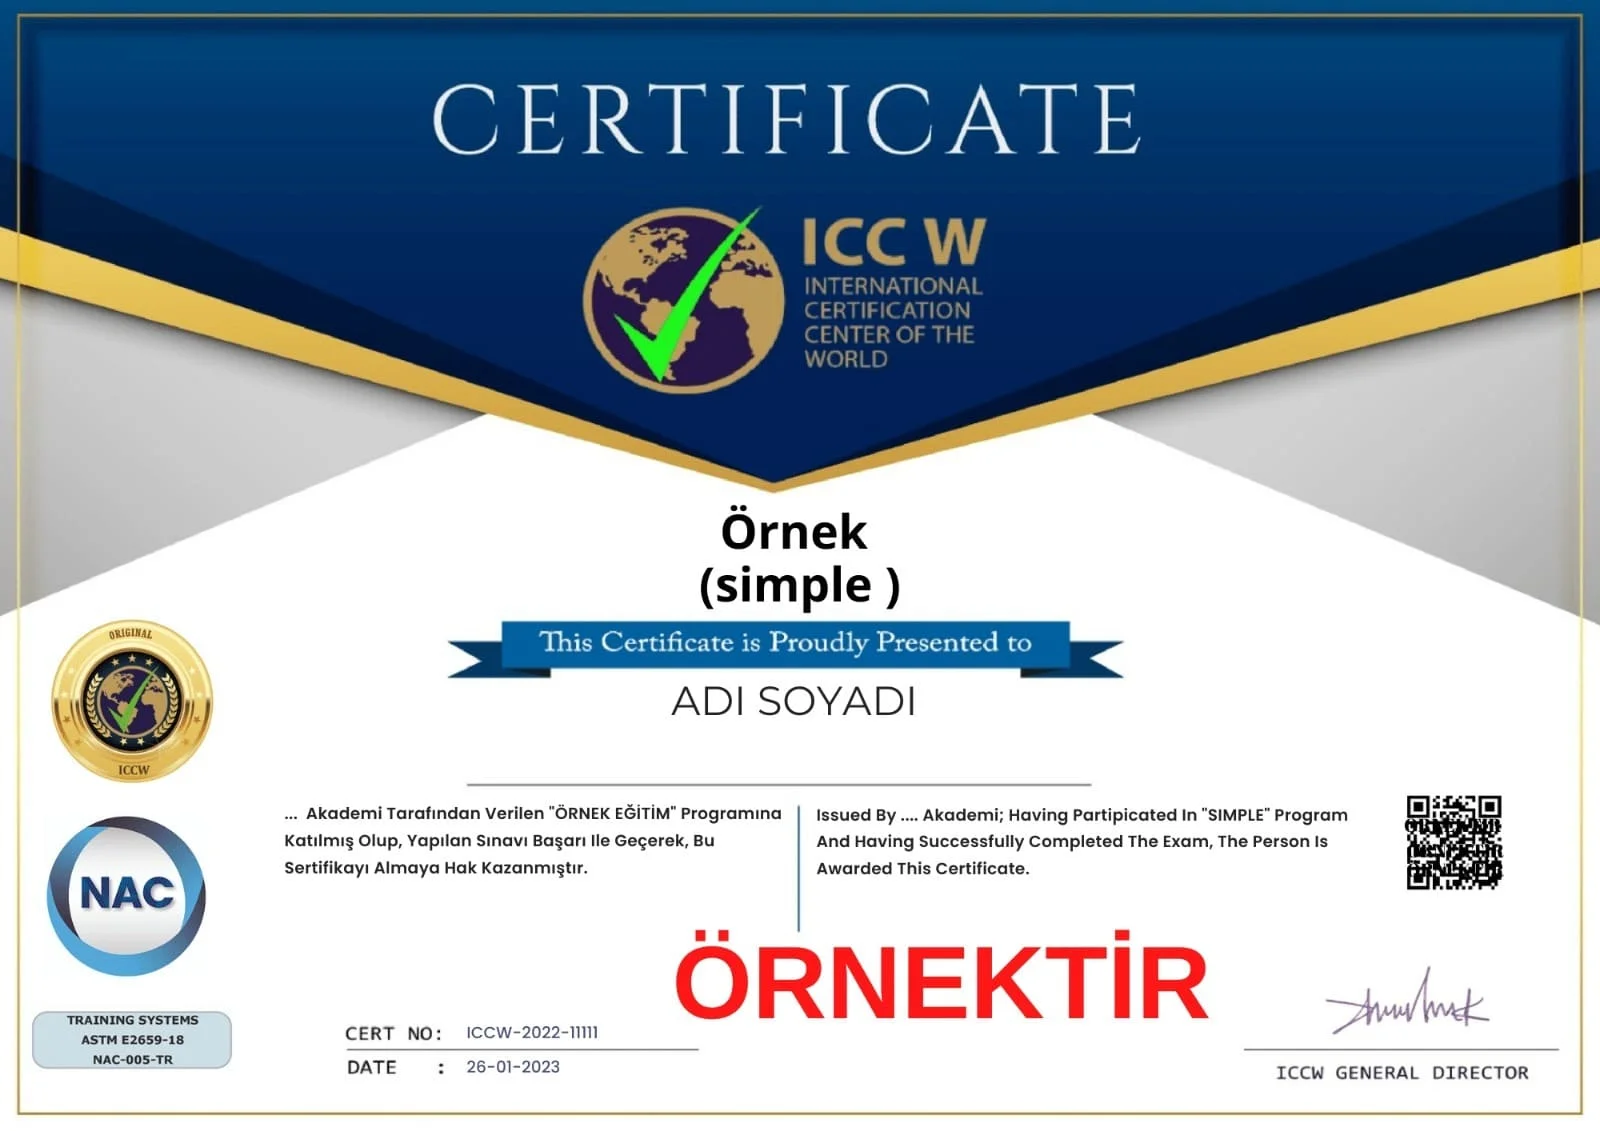 CERTIFICATE
ICC W
INTERNATIONAL
CERTIFICATION
CENTER OF THE
WORLD
Örnek
(simple )
This Certificate is Proudly Presented to
ADI SOYADI
ORIGINAL
ICCW
NAC
TRAINING SYSTEMS
ASTM E2659-18
NAC-005-TR
... Akademi Tarafından Verilen "ÖRNEK EĞİTİM" Programına
Katılmış Olup, Yapılan Sınavı Başarı Ile Geçerek, Bu
Sertifikayı Almaya Hak Kazanmıştır.
Issued By .... Akademi; Having Partipicated In "SIMPLE" Program
And Having Successfully Completed The Exam, The Person Is
Awarded This Certificate.
ÖRNEKTİR
CERT NO: ICCW-2022-11111
DATE : 26-01-2023
ICCW GENERAL DIRECTOR